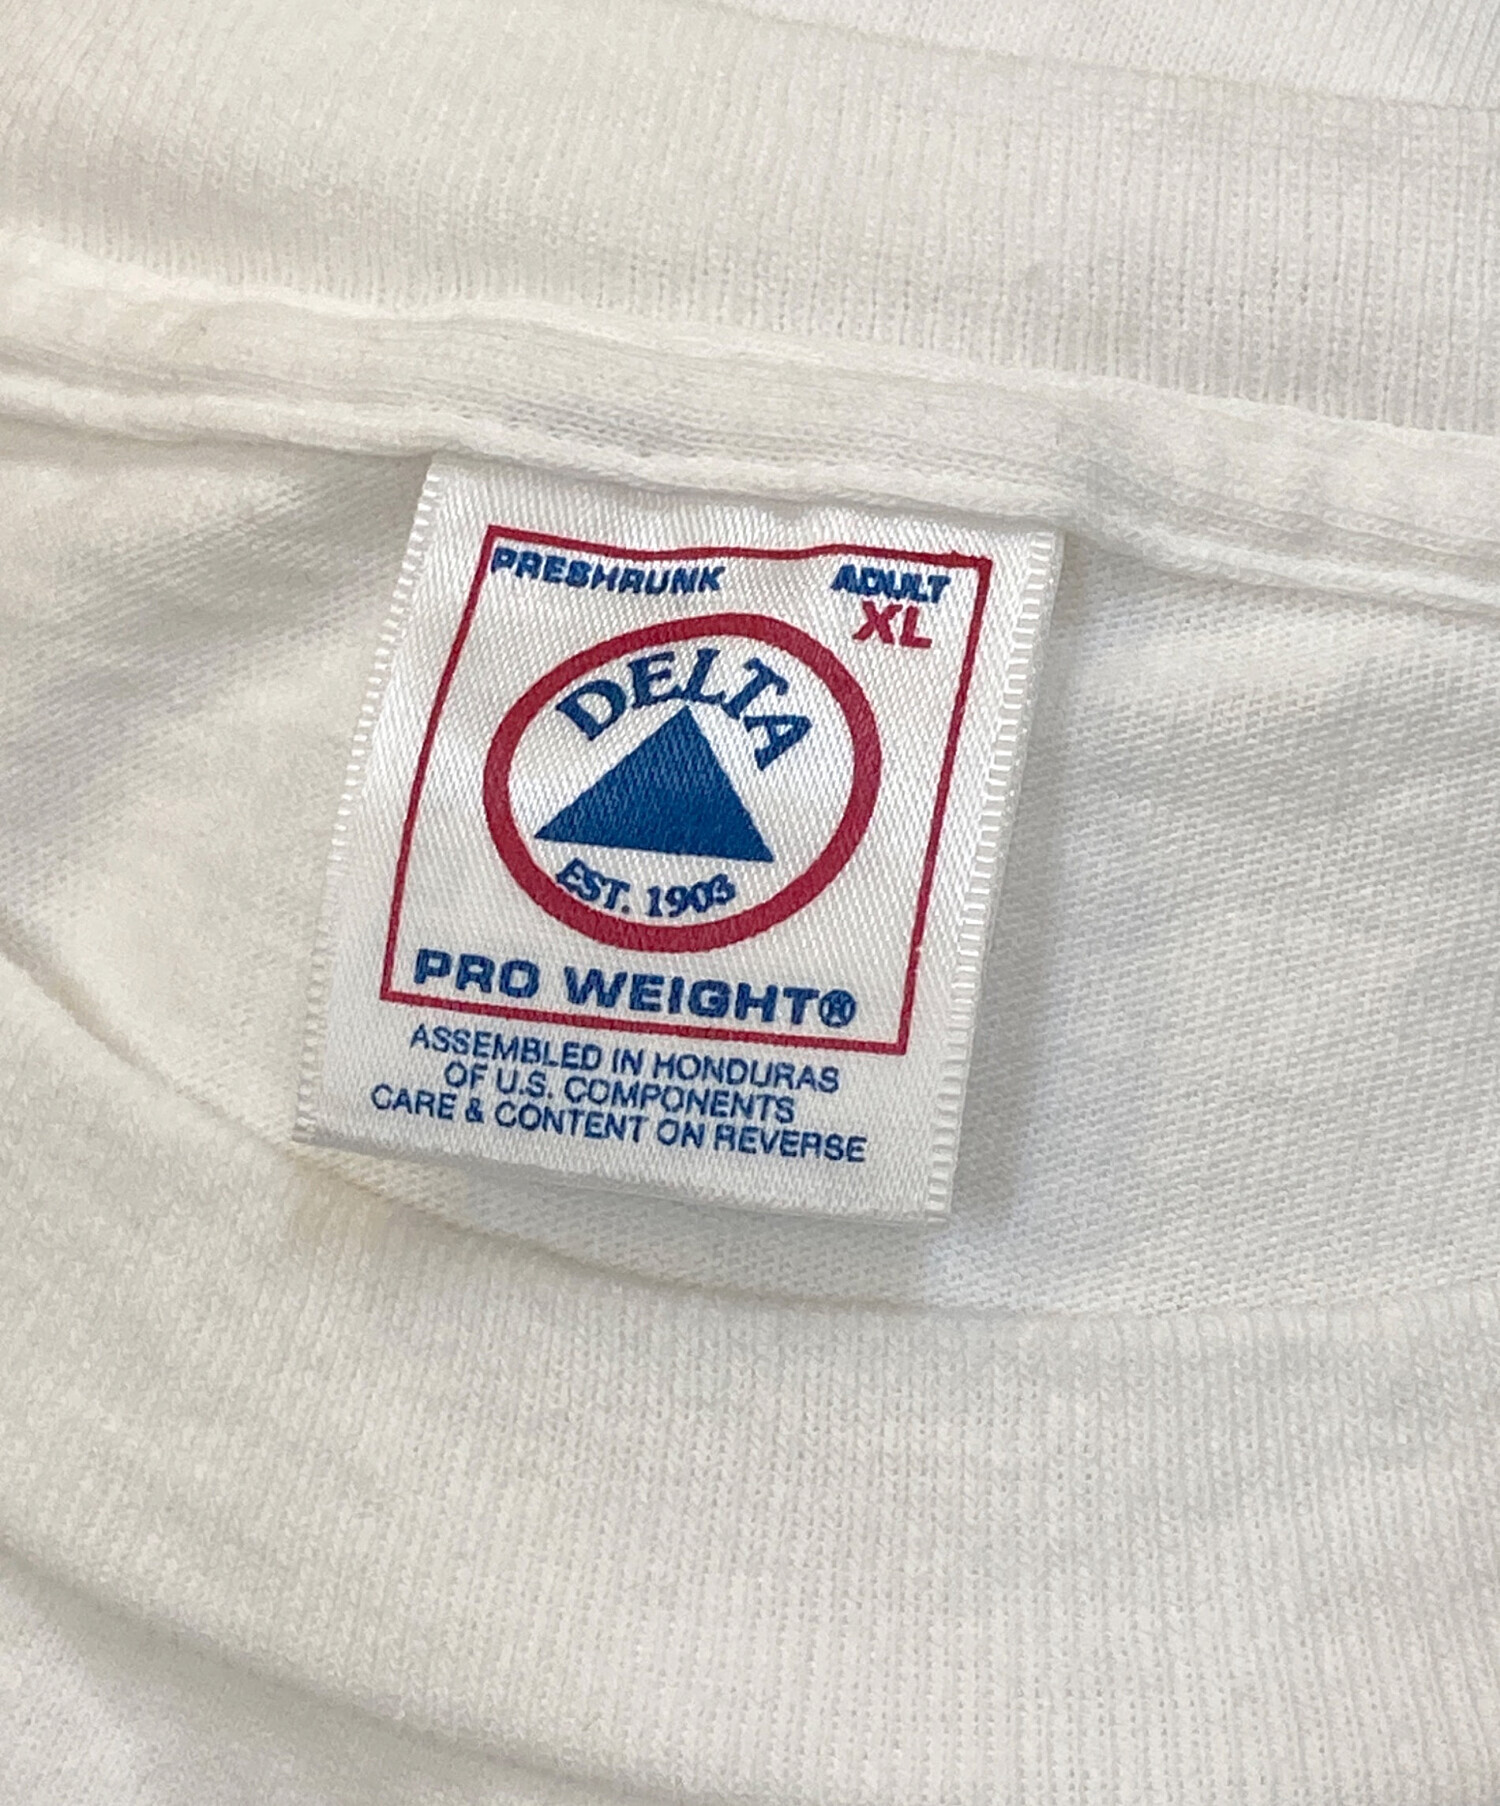 PRESHRUNK
ADULT
XL
DELTA
EST. 1903
PRO WEIGHT®
ASSEMBLED IN HONDURAS
OF U.S. COMPONENTS
CARE & CONTENT ON REVERSE